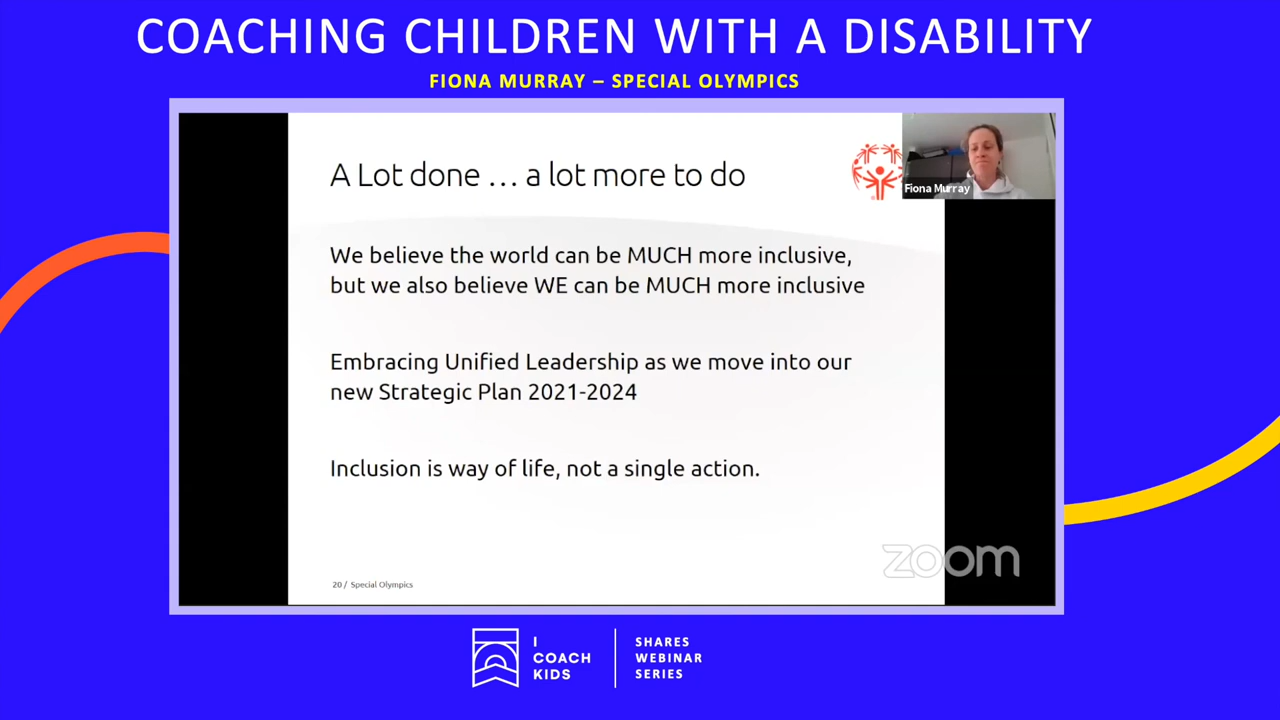 COACHING CHILDREN WITH A DISABILITY
FIONA MURRAY – SPECIAL OLYMPICS
A Lot done … a lot more to do
Fiona Murray
We believe the world can be MUCH more inclusive,
but we also believe WE can be MUCH more inclusive
Embracing Unified Leadership as we move into our
new Strategic Plan 2021-2024
Inclusion is way of life, not a single action.
zoom
20 / Special Olympics
I
COACH
KIDS
SHARES
WEBINAR
SERIES